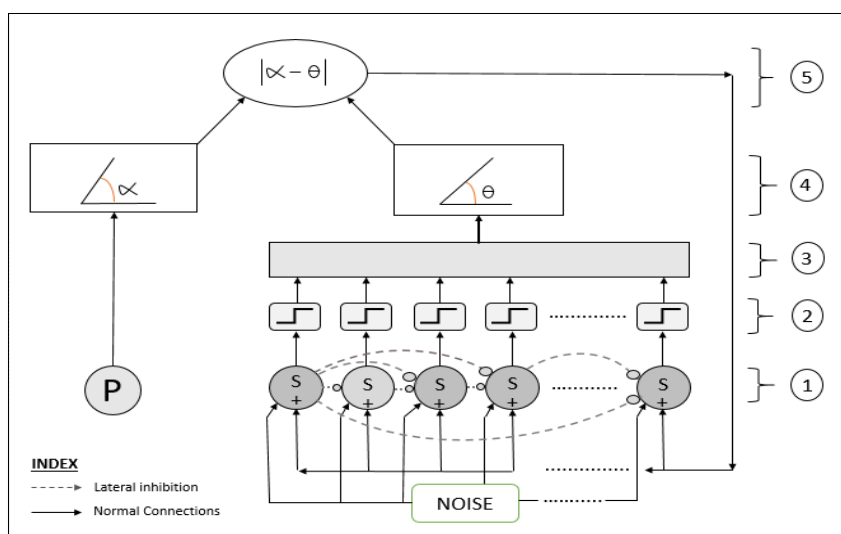 |α − θ|
5
α
θ
4
3
2
P
S
+
S
+
S
+
S
+
S
+
1
INDEX
Lateral inhibition
Normal Connections
NOISE